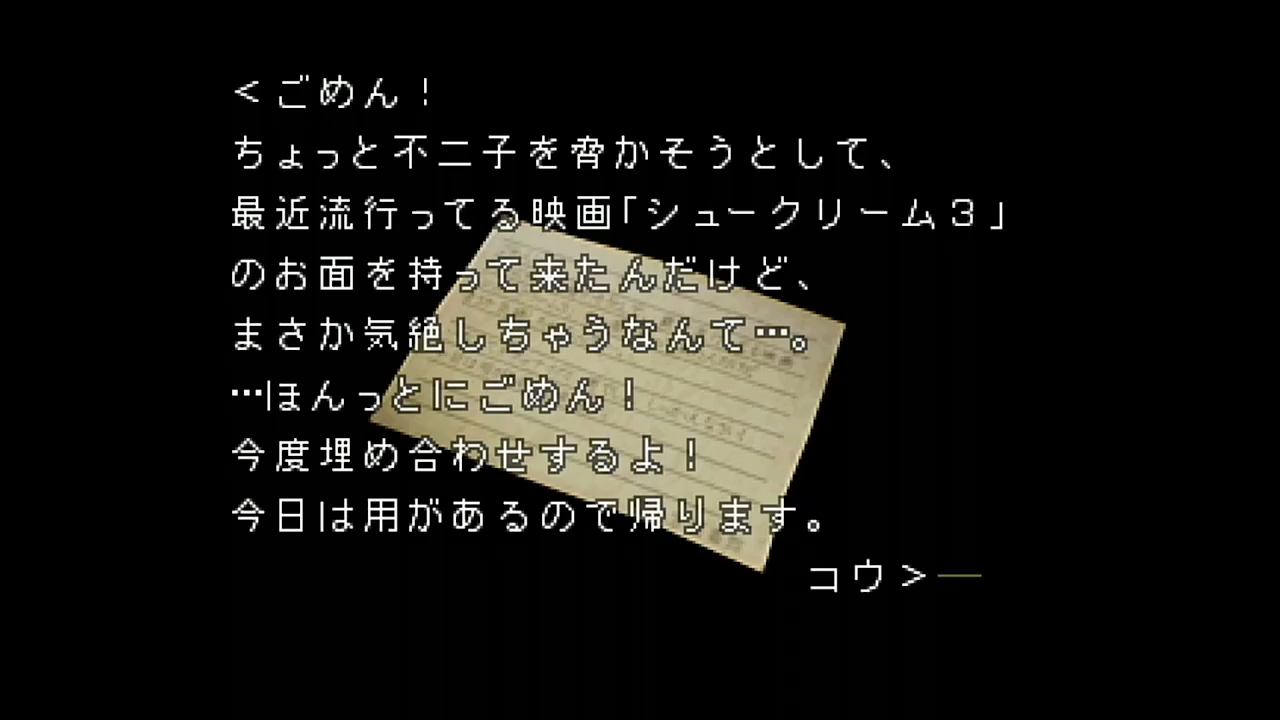 <ごめん！
ちょっと不二子を脅かそうとして、
最近流行ってる映画「シュークリーム３」
のお面を持って来たんだけど、
まさか気絶しちゃうなんて…。
…ほんっとにごめん！
今度埋め合わせするよ！
今日は用があるので帰ります。
コウ>